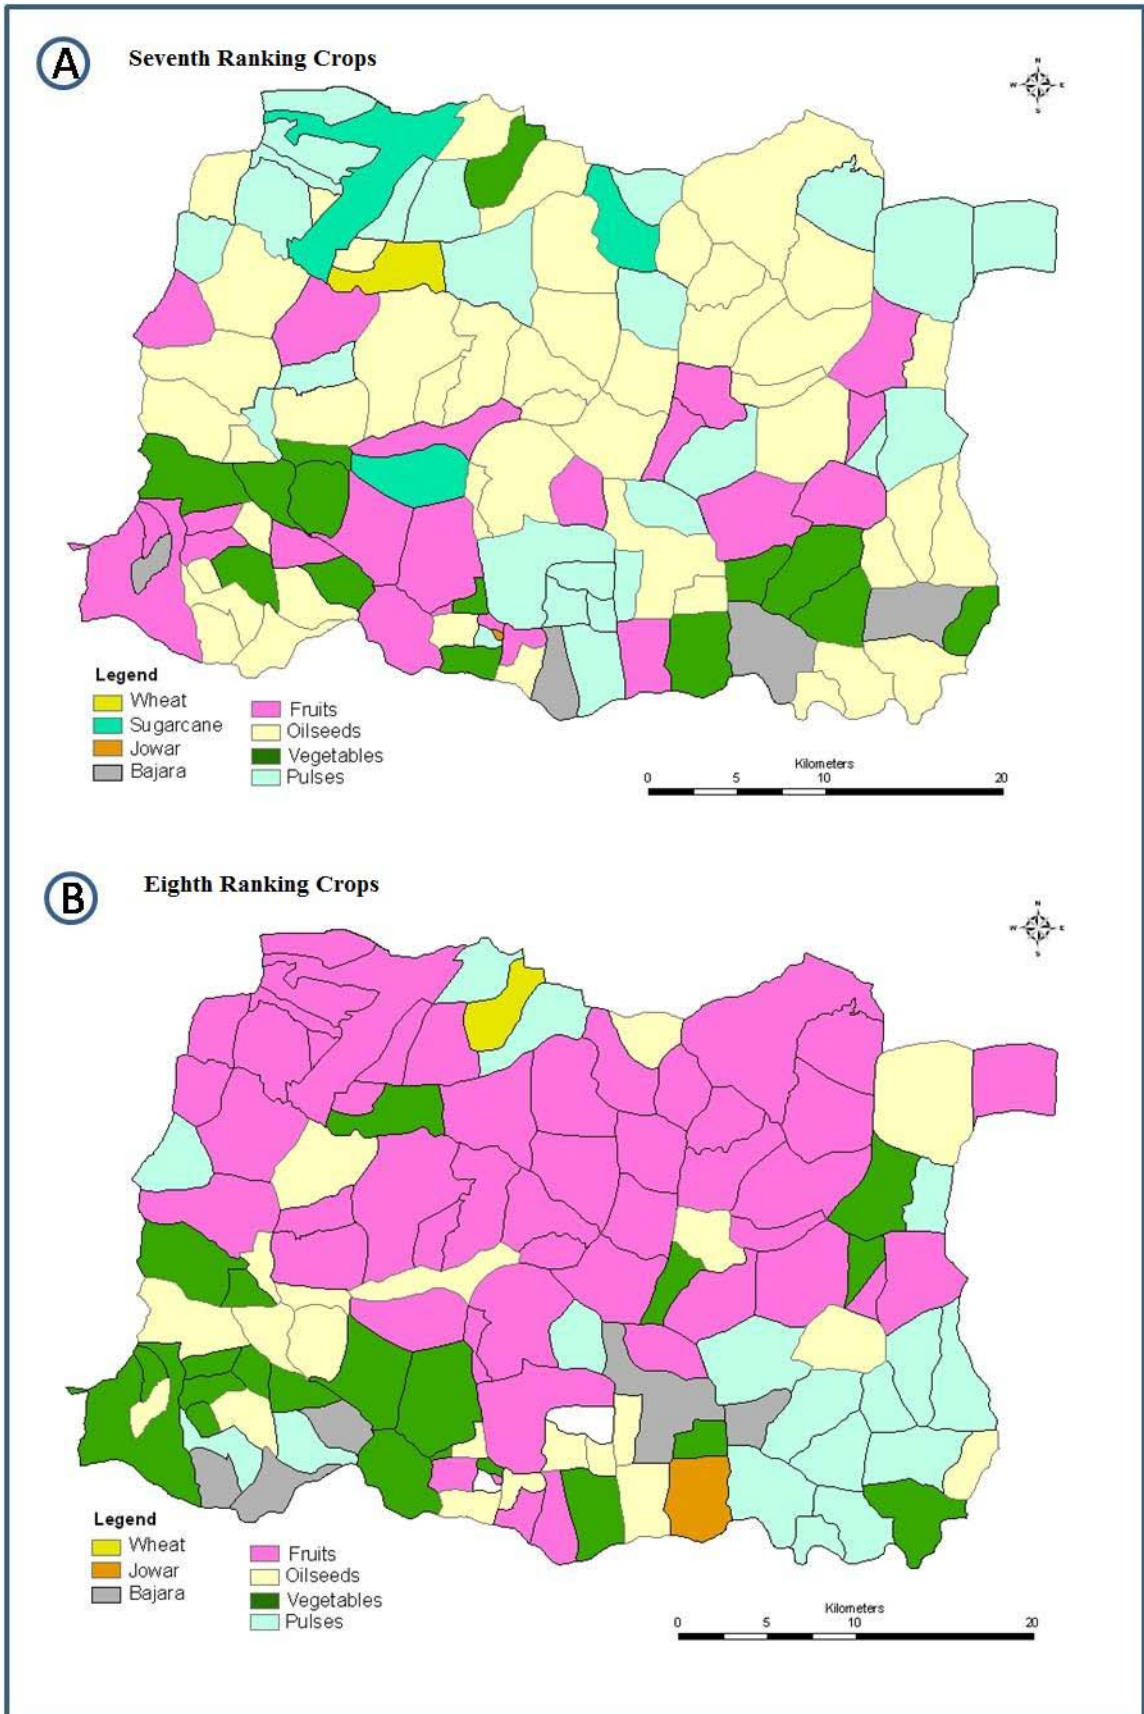 A
Seventh Ranking Crops
N
W E
S
Legend
Wheat
Sugarcane
Jowar
Bajara
Fruits
Oilseeds
Vegetables
Pulses
Kilometers
0 5 10 20
B
Eighth Ranking Crops
N
W E
S
Legend
Wheat
Jowar
Bajara
Fruits
Oilseeds
Vegetables
Pulses
Kilometers
0 5 10 20